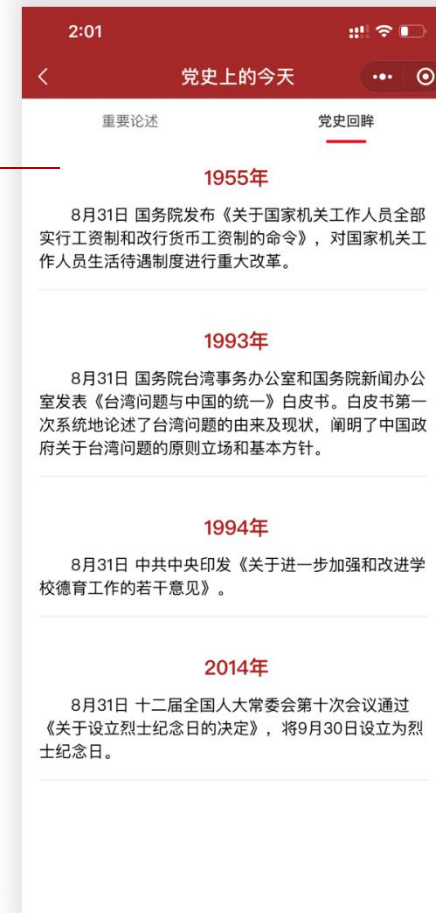 2:01
党史上的今天
重要论述
党史回眸
1955年
8月31日 国务院发布《关于国家机关工作人员全部
实行工资制和改行货币工资制的命令》，对国家机关工
作人员生活待遇制度进行重大改革。
1993年
8月31日 国务院台湾事务办公室和国务院新闻办公
室发表《台湾问题与中国的统一》白皮书。白皮书第一
次系统地论述了台湾问题的由来及现状，阐明了中国政
府关于台湾问题的原则立场和基本方针。
1994年
8月31日 中共中央印发《关于进一步加强和改进学
校德育工作的若干意见》。
2014年
8月31日 十二届全国人大常委会第十次会议通过
《关于设立烈士纪念日的决定》，将9月30日设立为烈
士纪念日。